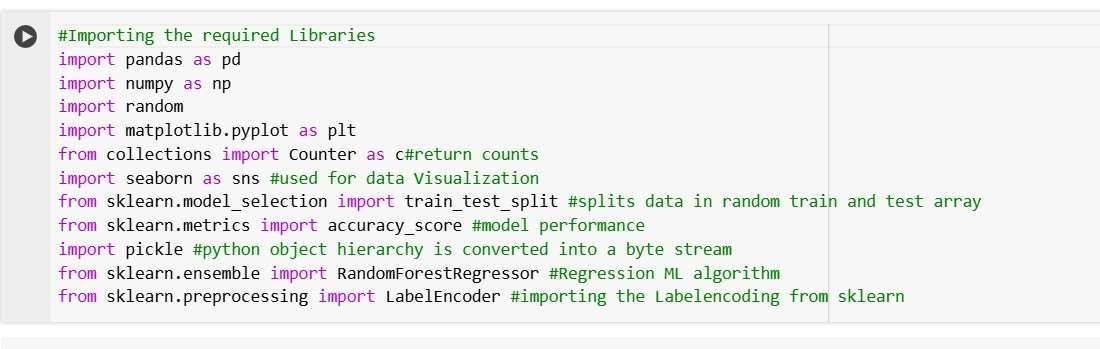 #Importing the required Libraries
import pandas as pd
import numpy as np
import random
import matplotlib.pyplot as plt
from collections import Counter as c#return counts
import seaborn as sns #used for data Visualization
from sklearn.model_selection import train_test_split #splits data in random train and test array
from sklearn.metrics import accuracy_score #model performance
import pickle #python object hierarchy is converted into a byte stream
from sklearn.ensemble import RandomForestRegressor #Regression ML algorithm
from sklearn.preprocessing import LabelEncoder #importing the Labelencoding from sklearn